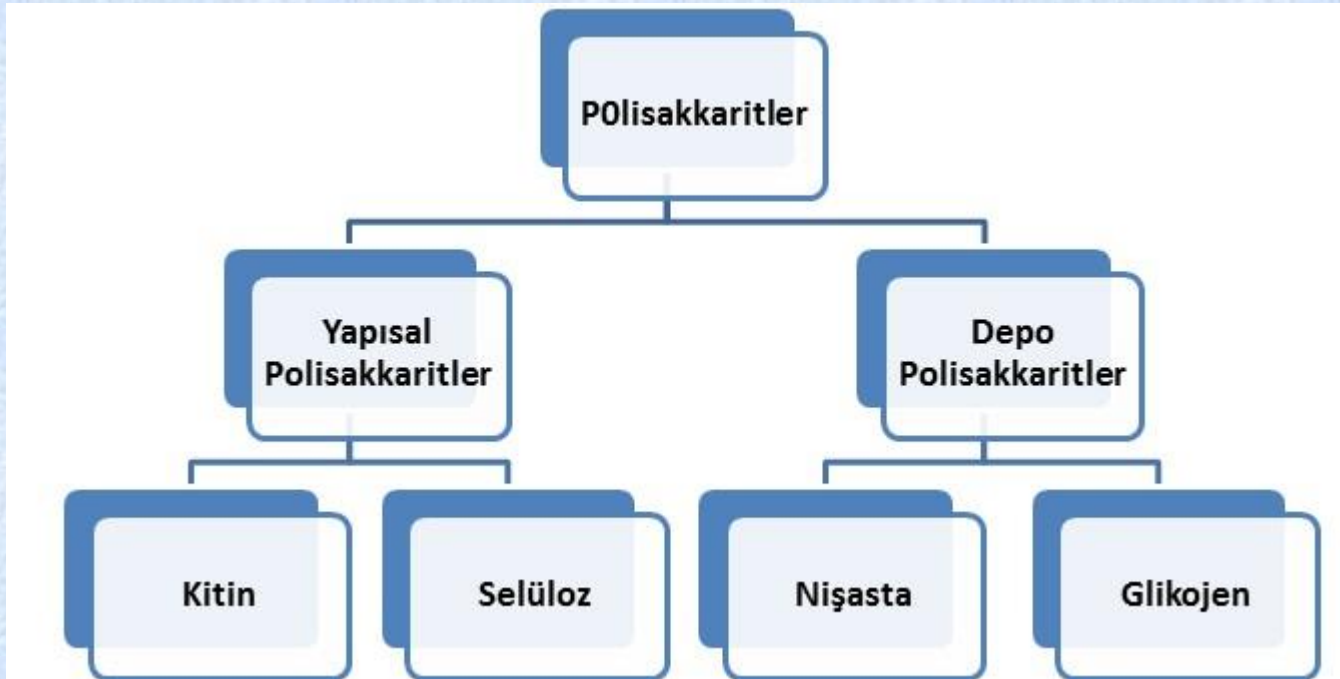 P0lisakkaritler
Yapısal
Polisakkaritler
Depo
Polisakkaritler
Kitin
Selüloz
Nişasta
Glikojen